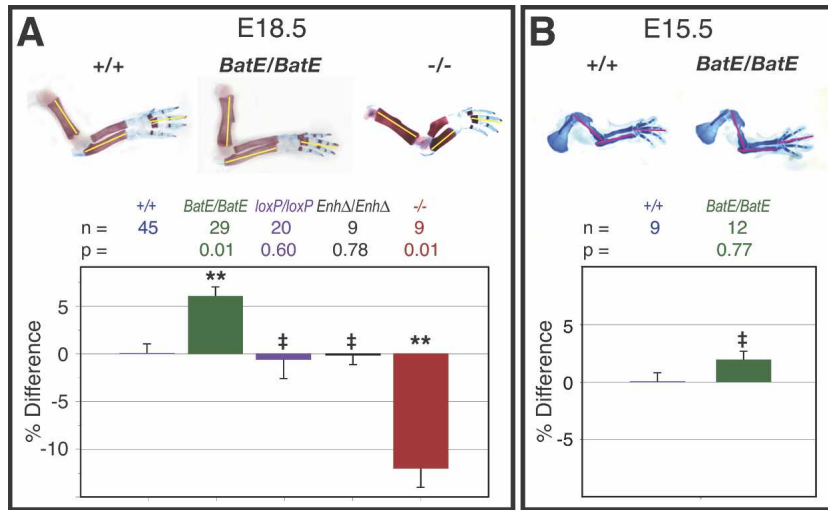 A
E18.5
+/+ BatE/BatE -/-
+/+ BatE/BatE loxP/loxP EnhΔ/EnhΔ -/-
n = 45 29 20 9 9
p = 0.01 0.60 0.78 0.01
** ‡ ‡ **
% Difference
5
0
-5
-10
B
E15.5
+/+ BatE/BatE
+/+ BatE/BatE
n = 9 12
p = 0.77
‡
% Difference
5
0
-5